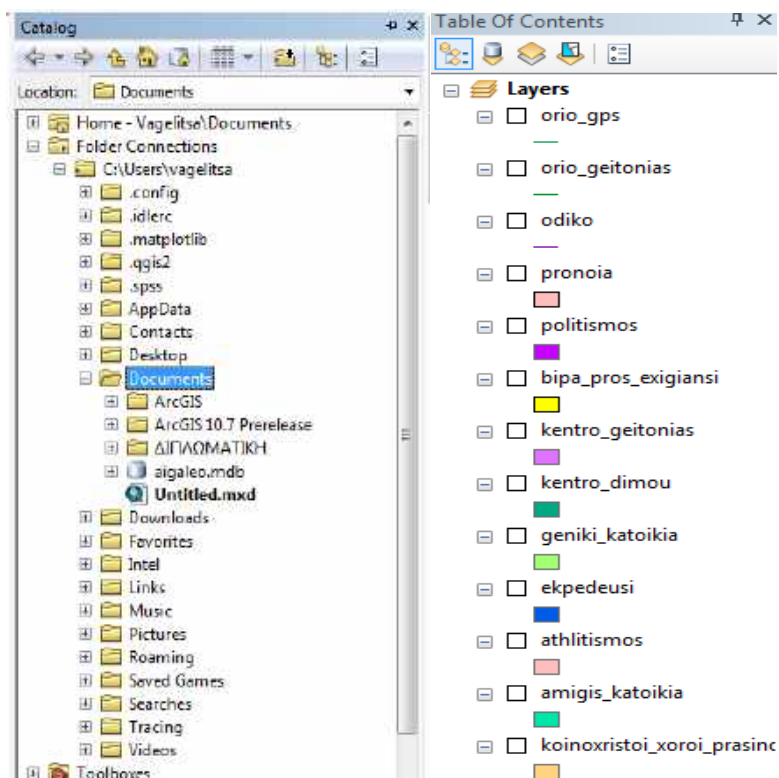 Catalog
Location: Documents
Home - Vagelitsa\Documents
Folder Connections
C:\Users\vagelitsa
.config
.idlerc
.matplotlib
.qgis2
.spss
AppData
Contacts
Desktop
Documents
ArcGIS
ArcGIS 10.7 Prerelease
ΔΙΠΛΩΜΑΤΙΚΗ
aigaleo.mdb
Untitled.mxd
Downloads
Favorites
Intel
Links
Music
Pictures
Roaming
Saved Games
Searches
Tracing
Videos
Toolboxes
Table Of Contents
Layers
orio_gps
orio_geitonias
odiko
pronoia
politismos
bipa_pros_exigiansi
kentro_geitonias
kentro_dimou
geniki_katoikia
ekpedeusi
athlitismos
amigis_katoikia
koinoxristoi_xoroi_prasino